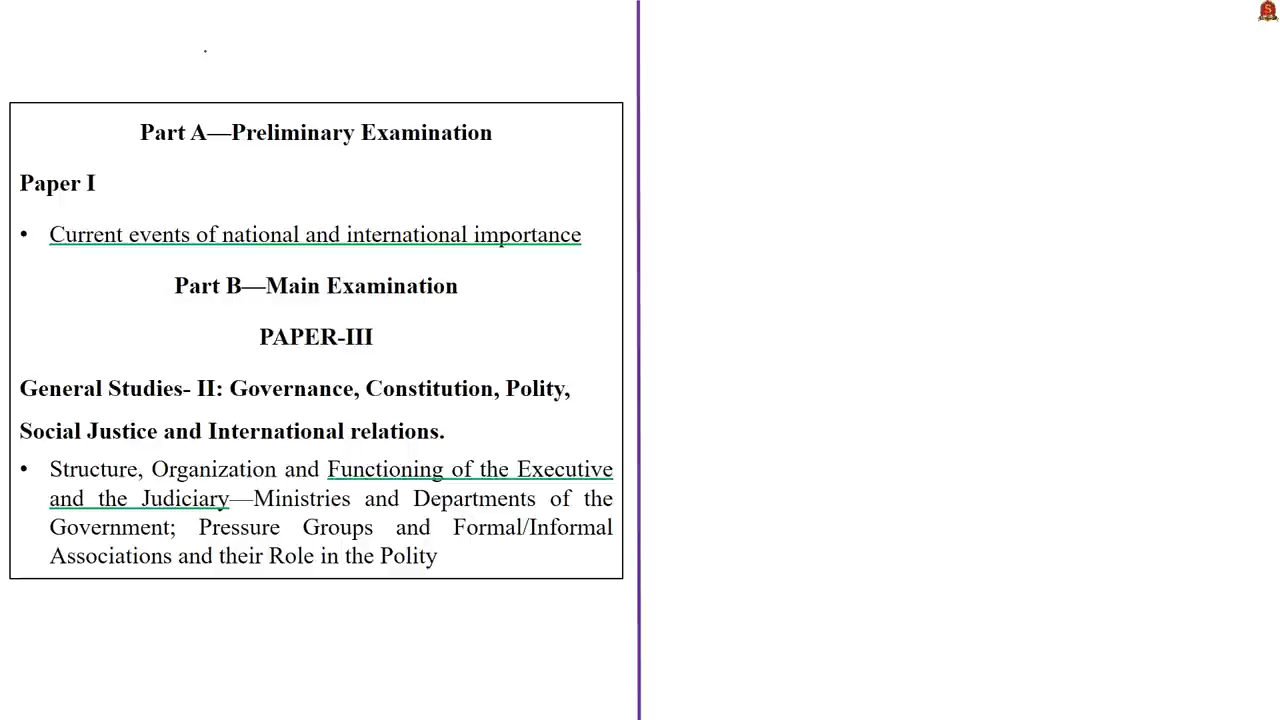 Part A—Preliminary Examination
Paper I
• Current events of national and international importance
Part B—Main Examination
PAPER-III
General Studies- II: Governance, Constitution, Polity,
Social Justice and International relations.
• Structure, Organization and Functioning of the Executive
and the Judiciary—Ministries and Departments of the
Government; Pressure Groups and Formal/Informal
Associations and their Role in the Polity
S